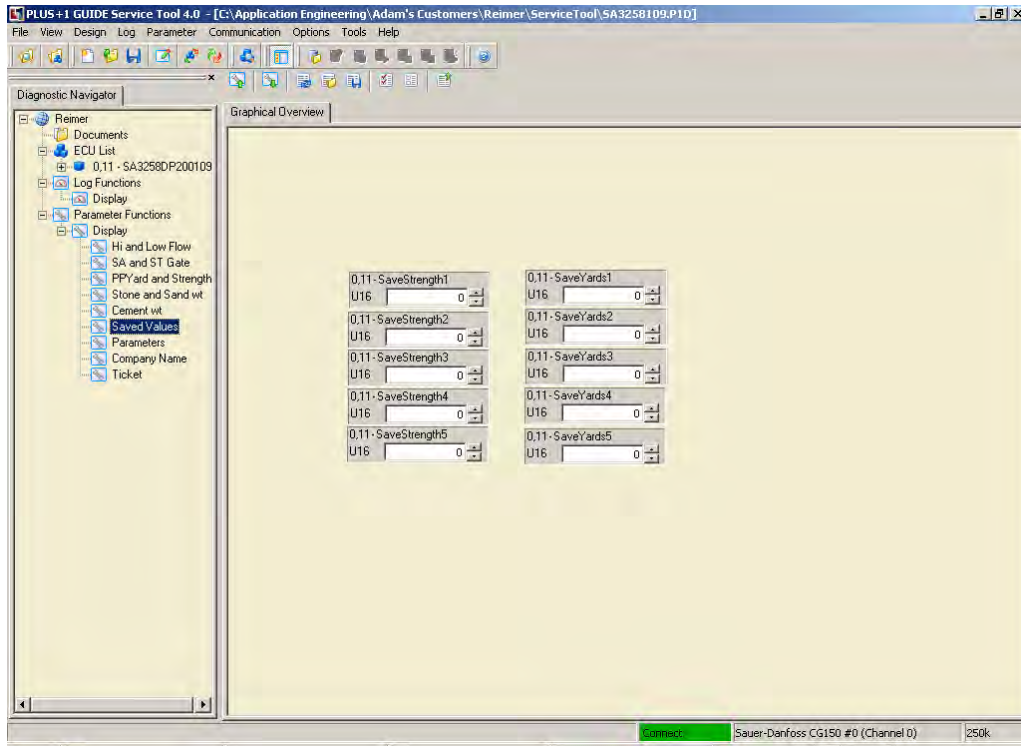 PLUS+1 GUIDE Service Tool 4.0 - [C:\Application Engineering\Adam's Customers\Reimer\ServiceTool\SA3258109.P1D]
File View Design Log Parameter Communication Options Tools Help
Diagnostic Navigator
Reimer
Documents
ECU List
0,11 - SA3258DP200109
Log Functions
Display
Parameter Functions
Display
Hi and Low Flow
SA and ST Gate
PPYard and Strength
Stone and Sand wt
Cement wt
Saved Values
Parameters
Company Name
Ticket
Graphical Overview
0,11-SaveStrength1
U16 0
0,11-SaveStrength2
U16 0
0,11-SaveStrength3
U16 0
0,11-SaveStrength4
U16 0
0,11-SaveStrength5
U16 0
0,11-SaveYards1
U16 0
0,11-SaveYards2
U16 0
0,11-SaveYards3
U16 0
0,11-SaveYards4
U16 0
0,11-SaveYards5
U16 0
Connect Sauer-Danfoss CG150 #0 (Channel 0) 250k